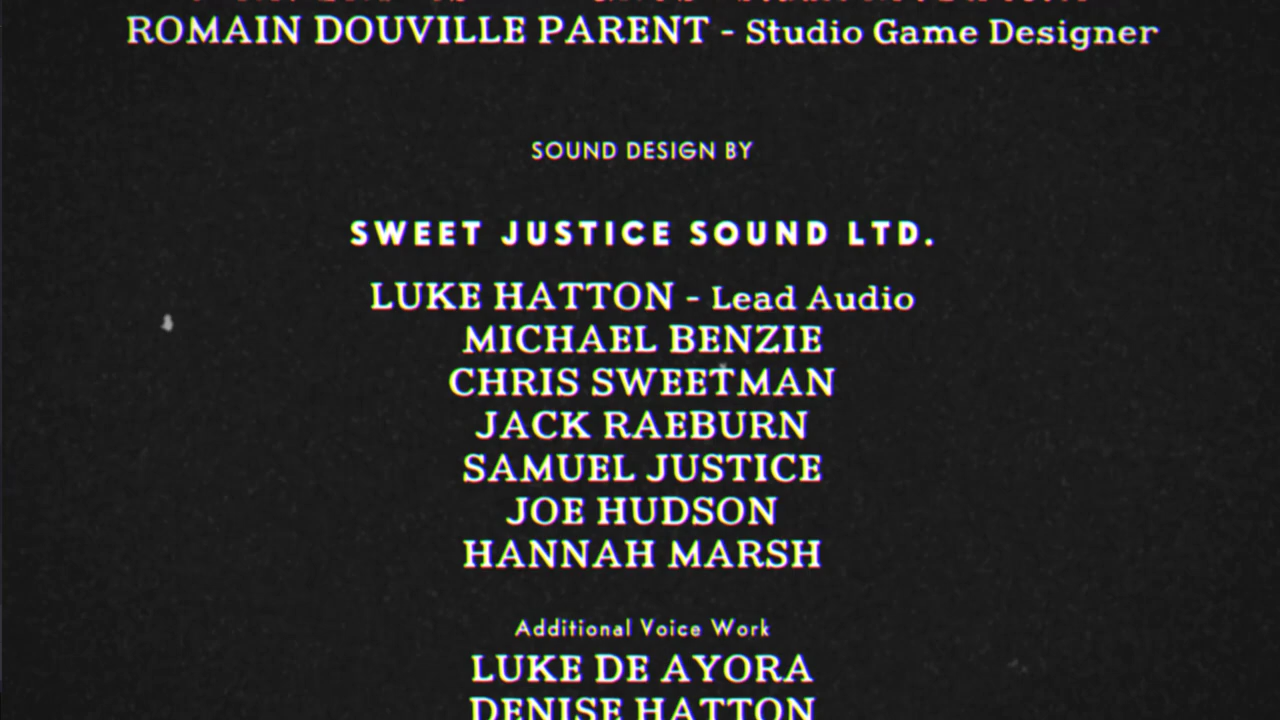 ROMAIN DOUVILLE PARENT - Studio Game Designer
SOUND DESIGN BY
SWEET JUSTICE SOUND LTD.
LUKE HATTON - Lead Audio
MICHAEL BENZIE
CHRIS SWEETMAN
JACK RAEBURN
SAMUEL JUSTICE
JOE HUDSON
HANNAH MARSH
Additional Voice Work
LUKE DE AYORA
DENISE HATTON